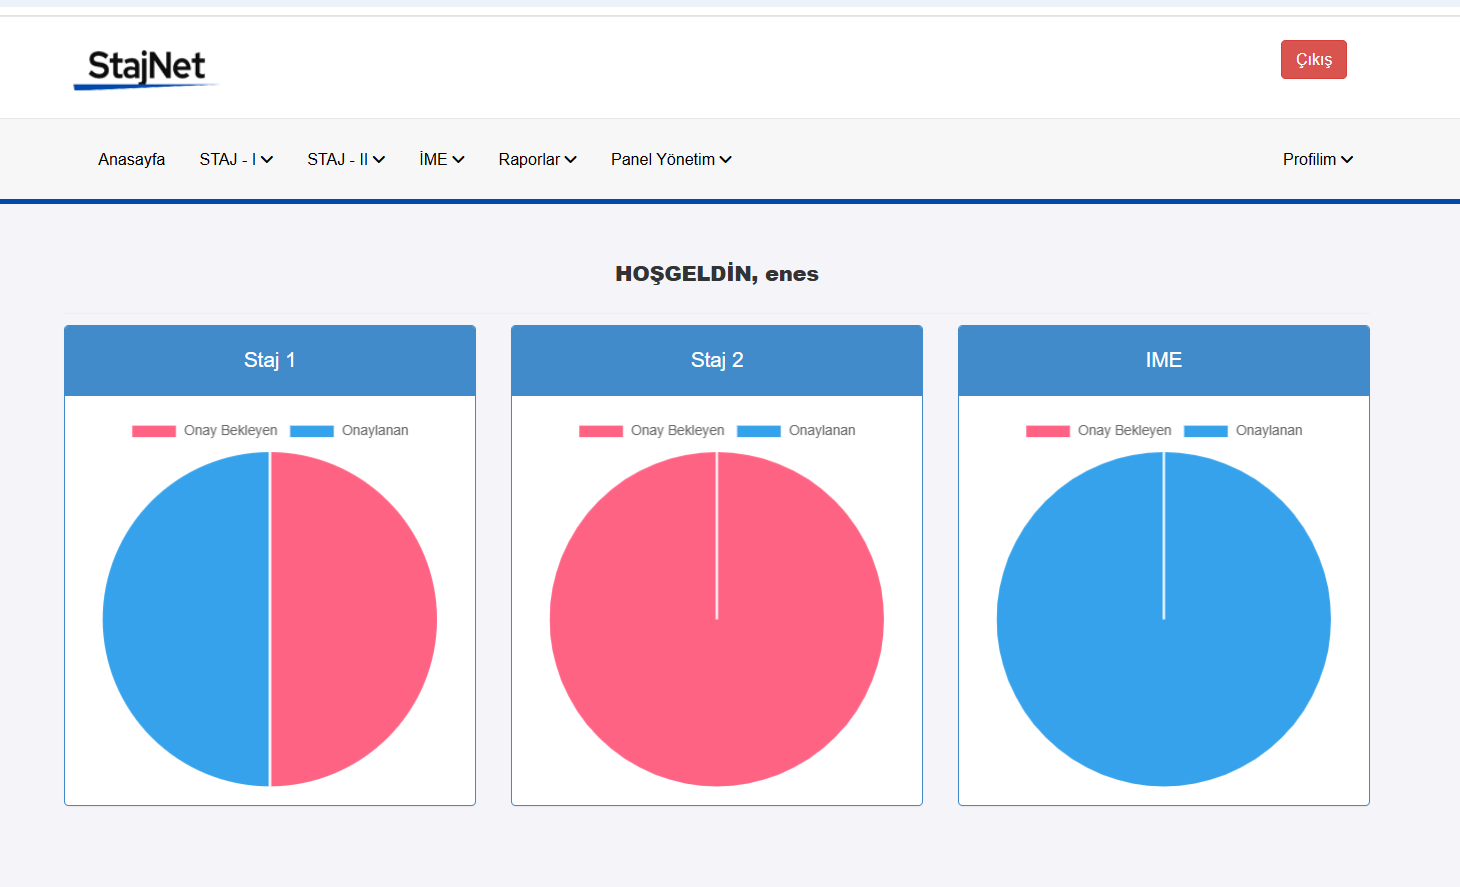 StajNet
Çıkış
Anasayfa STAJ - I STAJ - II İME Raporlar Panel Yönetim Profilim
HOŞGELDİN, enes
Staj 1 Staj 2 IME
Onay Bekleyen Onaylanan Onay Bekleyen Onaylanan Onay Bekleyen Onaylanan